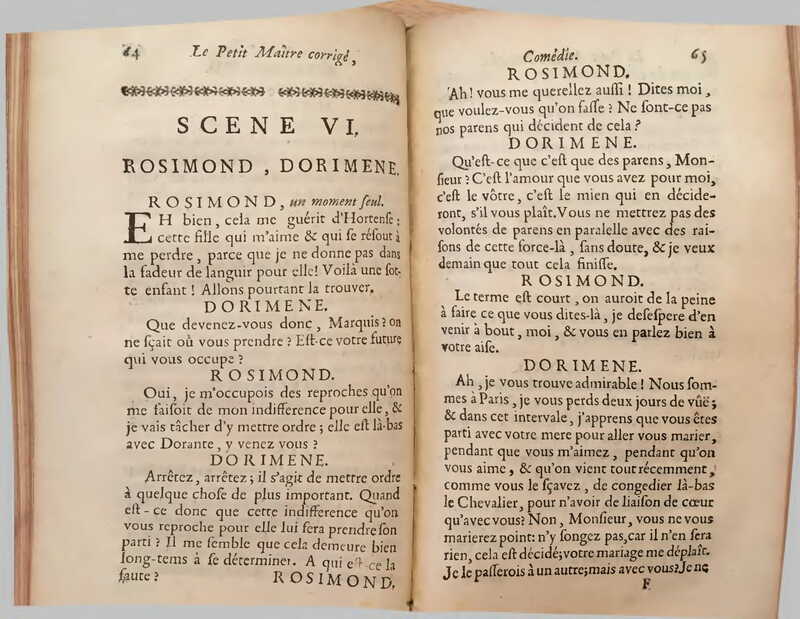 64 Le Petit Maître corrigé,
SCENE VI,
ROSIMOND, DORIMENE.
ROSIMOND, un moment seul.
EH bien, cela me guérit d'Hortenſe ;
cette fille qui m'aime & qui ſe réſout à
me perdre, parce que je ne donne pas dans
la fadeur de languir pour elle! Voilà une ſot-
te enfant ! Allons pourtant la trouver.
DORIMENE.
Que devenez-vous donc, Marquis ? on
ne ſçait où vous prendre ? Eſt-ce votre future
qui vous occupe ?
ROSIMOND.
Oui, je m'occupois des reproches qu'on
me faiſoit de mon indifference pour elle, &
je vais tâcher d'y mettre ordre ; elle eſt là-bas
avec Dorante, y venez vous ?
DORIMENE.
Arrêtez, arrêtez ; il s'agit de mettre ordre
à quelque choſe de plus important. Quand
eſt-ce donc que cette indifference qu'on
vous reproche pour elle lui fera prendre ſon
parti ? Il me ſemble que cela demeure bien
long-tems à ſe déterminer. A qui eſt-ce la
faute ?
ROSIMOND,
Comédie. 65
ROSIMOND.
Ah! vous me querellez auſſi ! Dites moi,
que voulez-vous qu'on faſſe ? Ne ſont-ce pas
nos parens qui décident de cela ?
DORIMENE.
Qu'eſt-ce que c'eſt que des parens, Mon-
ſieur ? C'eſt l'amour que vous avez pour moi,
c'eſt le vôtre, c'eſt le mien qui en décide-
ront, s'il vous plaît. Vous ne mettrez pas des
volontés de parens en paralelle avec des rai-
ſons de cette force-là, ſans doute, & je veux
demain que tout cela finiſſe.
ROSIMOND.
Le terme eſt court, on auroit de la peine
à faire ce que vous dites-là, je deſeſpere d'en
venir à bout, moi, & vous en parlez bien à
votre aiſe.
DORIMENE.
Ah, je vous trouve admirable ! Nous ſom-
mes à Paris, je vous perds deux jours de vûë ;
& dans cet intervale, j'apprens que vous êtes
parti avec votre mere pour aller vous marier,
pendant que vous m'aimez, pendant qu'on
vous aime, & qu'on vient tout récemment,
comme vous le ſçavez, de congedier là-bas
le Chevalier, pour n'avoir de liaiſon de cœur
qu'avec vous? Non, Monſieur, vous ne vous
marierez point: n'y ſongez pas, car il n'en ſera
rien, cela eſt décidé; votre mariage me déplaît.
Je le paſſerois à un autre; mais avec vous? Je ne
F